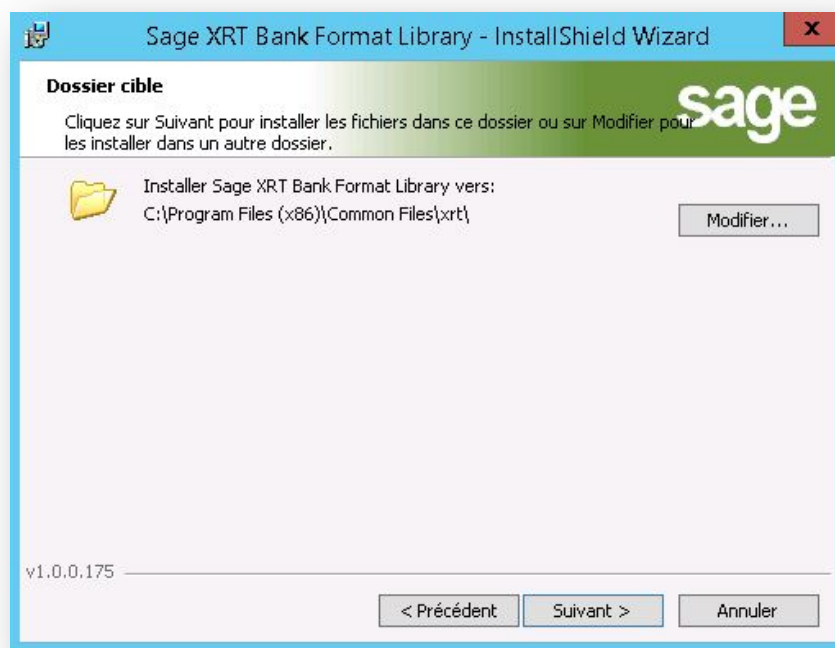 Sage XRT Bank Format Library - InstallShield Wizard
x
Dossier cible
Cliquez sur Suivant pour installer les fichiers dans ce dossier ou sur Modifier pour
les installer dans un autre dossier.
sage
Installer Sage XRT Bank Format Library vers:
C:\Program Files (x86)\Common Files\xrt\
Modifier...
v1.0.0.175
< Précédent
Suivant >
Annuler